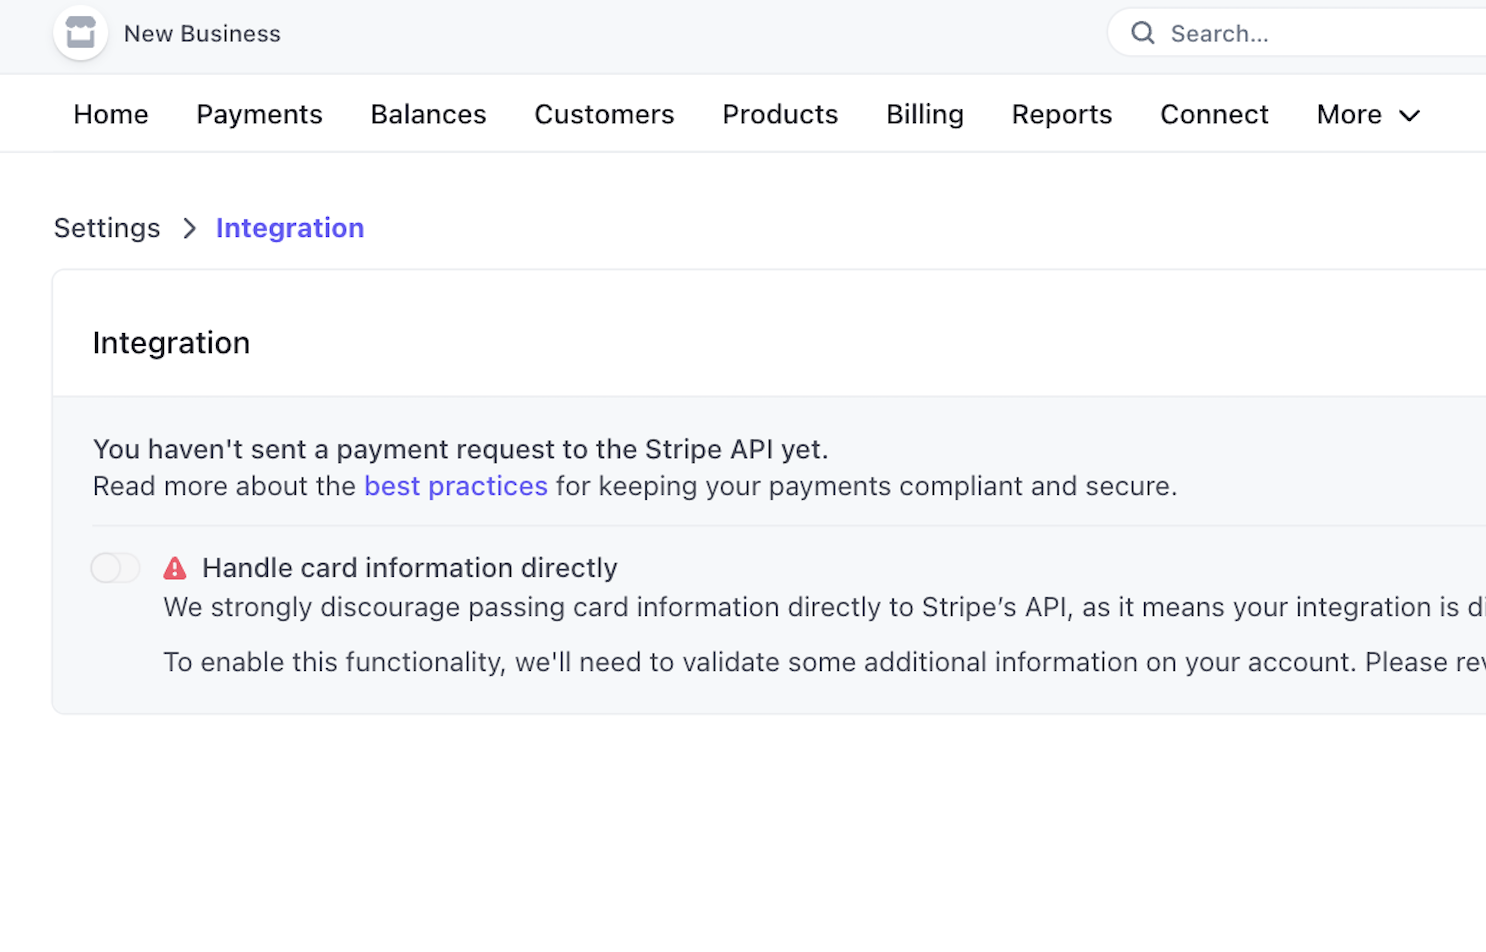 New Business
Search...
Home Payments Balances Customers Products Billing Reports Connect More
Settings Integration
Integration
You haven't sent a payment request to the Stripe API yet.
Read more about the best practices for keeping your payments compliant and secure.
Handle card information directly
We strongly discourage passing card information directly to Stripe’s API, as it means your integration is
To enable this functionality, we'll need to validate some additional information on your account. Please